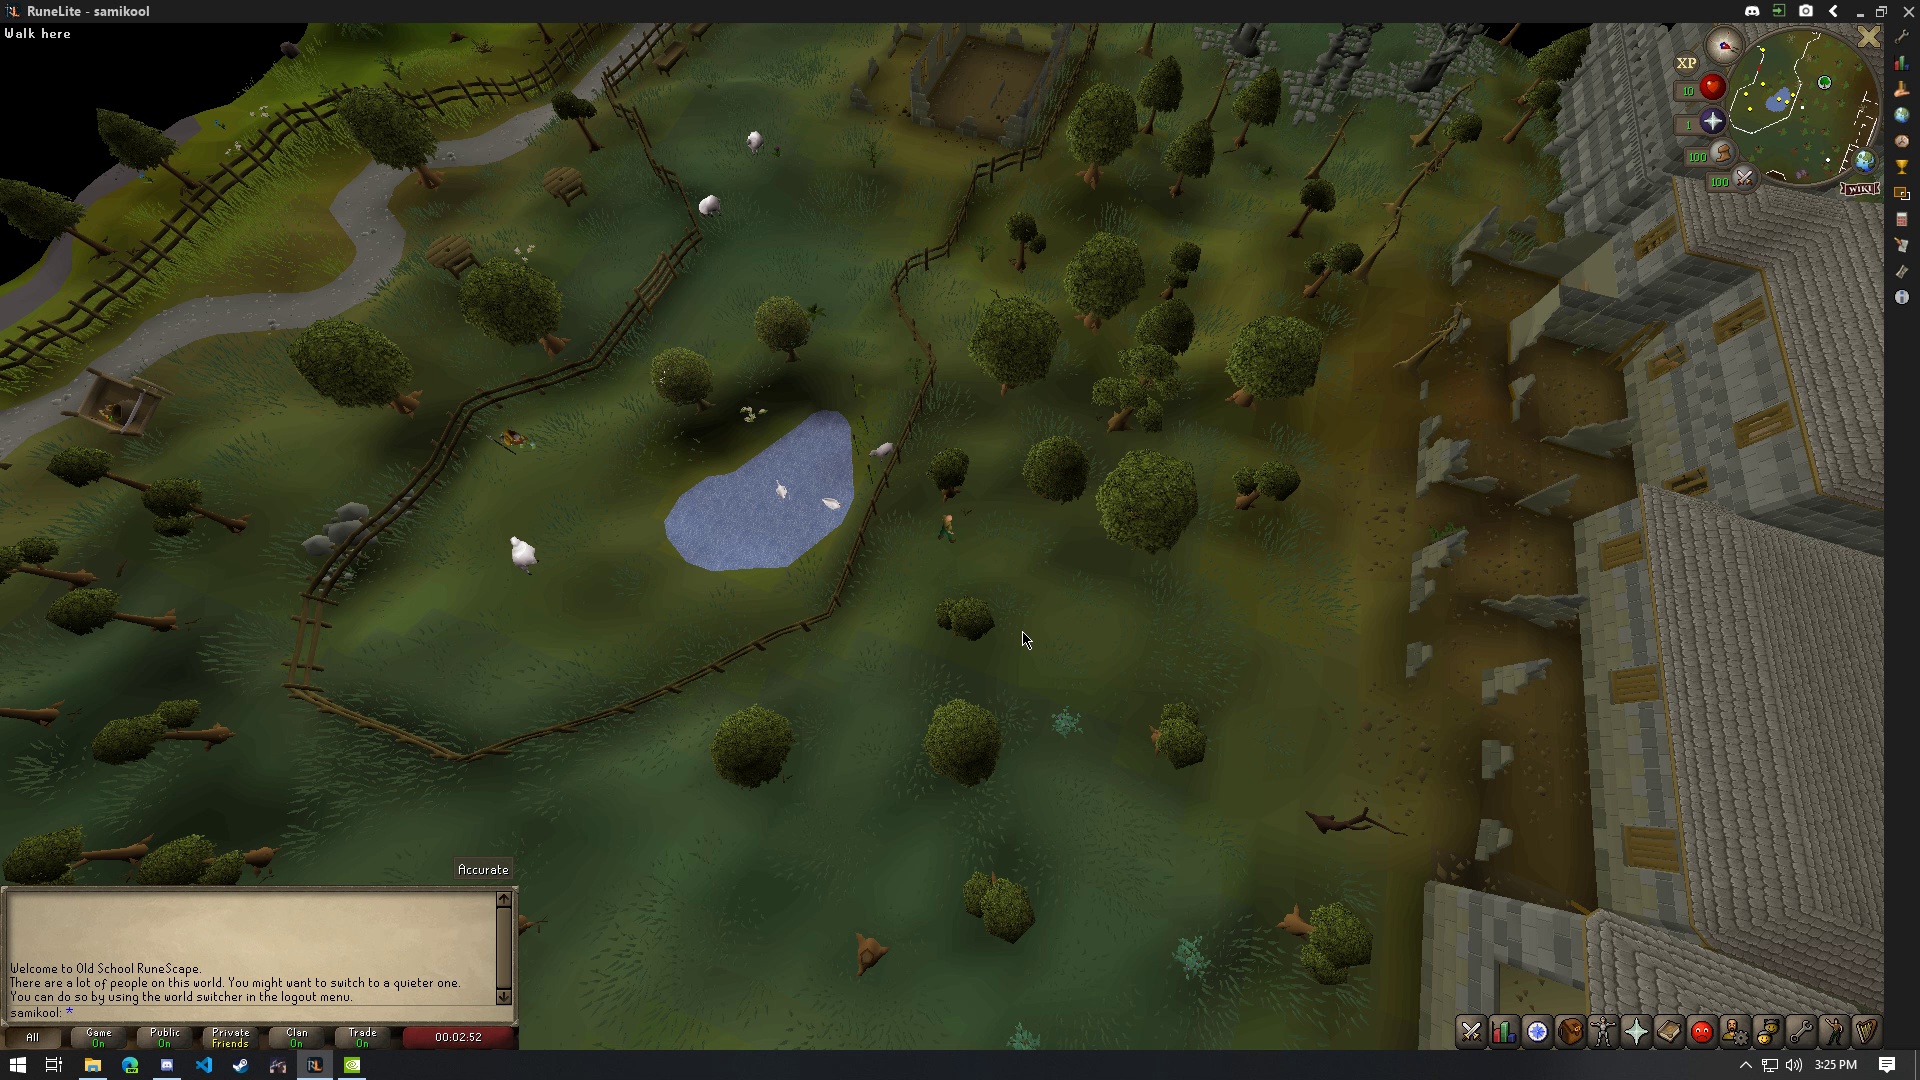 RuneLite - samikool
Walk here
XP
10
1
100
100
WIKI
Accurate
Welcome to Old School RuneScape.
There are a lot of people on this world. You might want to switch to a quieter one.
You can do so by using the world switcher in the logout menu.
samikool: *
All
Game
On
Public
On
Private
Friends
Clan
On
Trade
On
00:02:52
3:25 PM